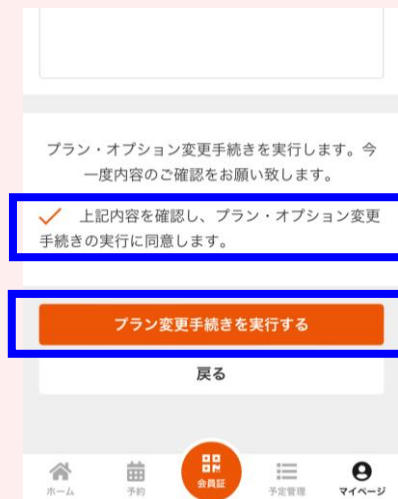 プラン・オプション変更手続きを実行します。今
一度内容のご確認をお願い致します。
上記内容を確認し、プラン・オプション変更
手続きの実行に同意します。
プラン変更手続きを実行する
戻る
ホーム 予約 会員証 予定管理 マイページ